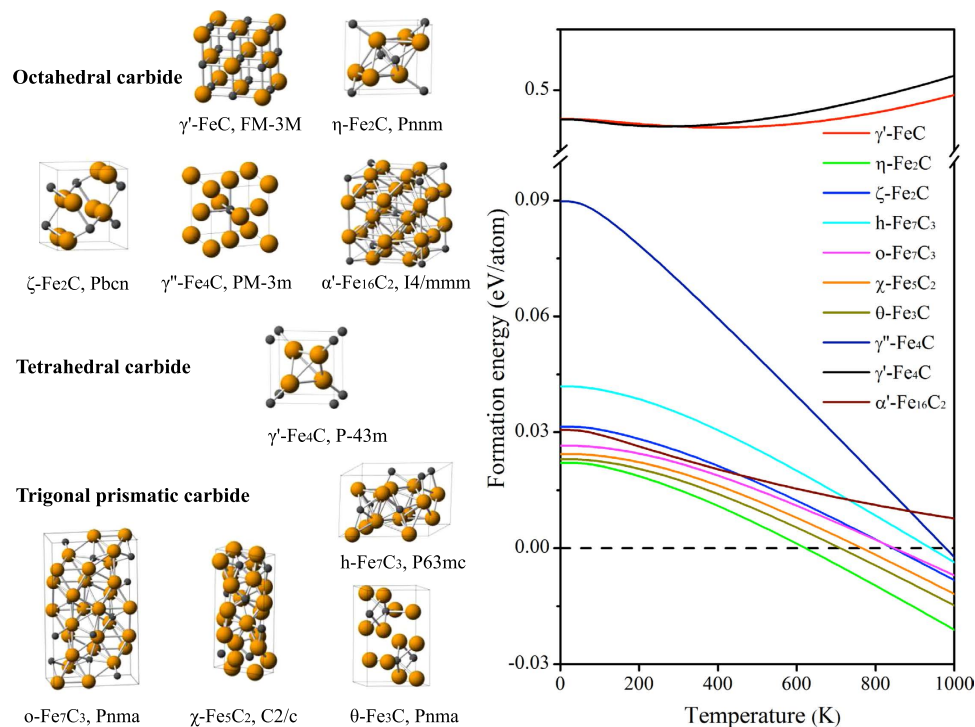 Octahedral carbide
γ'-FeC, FM-3M
η-Fe₂C, Pnnm
ζ-Fe₂C, Pbcn
γ''-Fe₄C, PM-3m
α'-Fe₁₆C₂, I4/mmm
Tetrahedral carbide
γ'-Fe₄C, P-43m
Trigonal prismatic carbide
h-Fe₇C₃, P63mc
o-Fe₇C₃, Pnma
χ-Fe₅C₂, C2/c
θ-Fe₃C, Pnma
Formation energy (eV/atom)
0.5
0.09
0.06
0.03
0.00
-0.03
γ'-FeC
η-Fe₂C
ζ-Fe₂C
h-Fe₇C₃
o-Fe₇C₃
χ-Fe₅C₂
θ-Fe₃C
γ''-Fe₄C
γ'-Fe₄C
α'-Fe₁₆C₂
0 200 400 600 800 1000
Temperature (K)